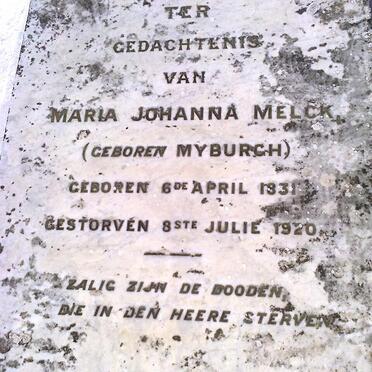 TER
GEDACHTENIS
VAN
MARIA JOHANNA MELCK
(GEBOREN MYBURGH)
GEBOREN 6DE APRIL 1831
GESTORVEN 8STE JULIE 1920
ZALIG ZIJN DE DOODEN,
DIE IN DEN HEERE STERVEN